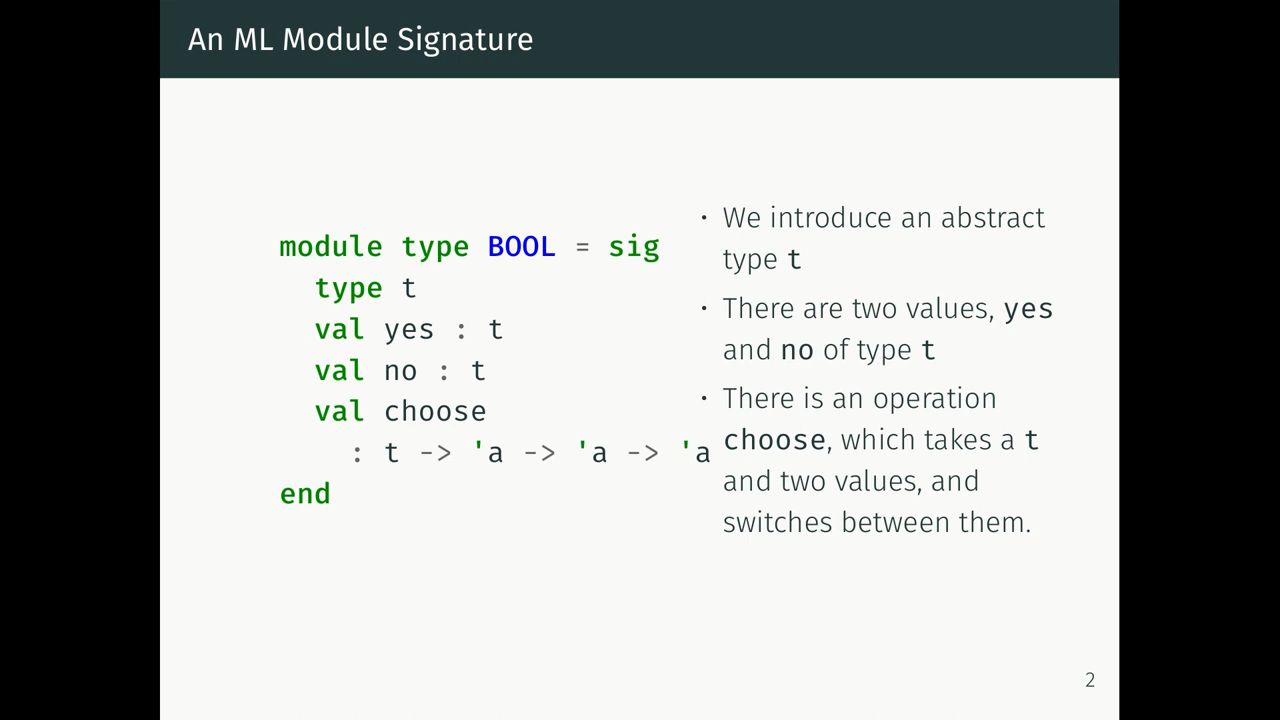 An ML Module Signature
module type BOOL = sig
  type t
  val yes : t
  val no : t
  val choose
    : t -> 'a -> 'a -> 'a
end
• We introduce an abstract
type t
• There are two values, yes
and no of type t
• There is an operation
choose, which takes a t
and two values, and
switches between them.
2